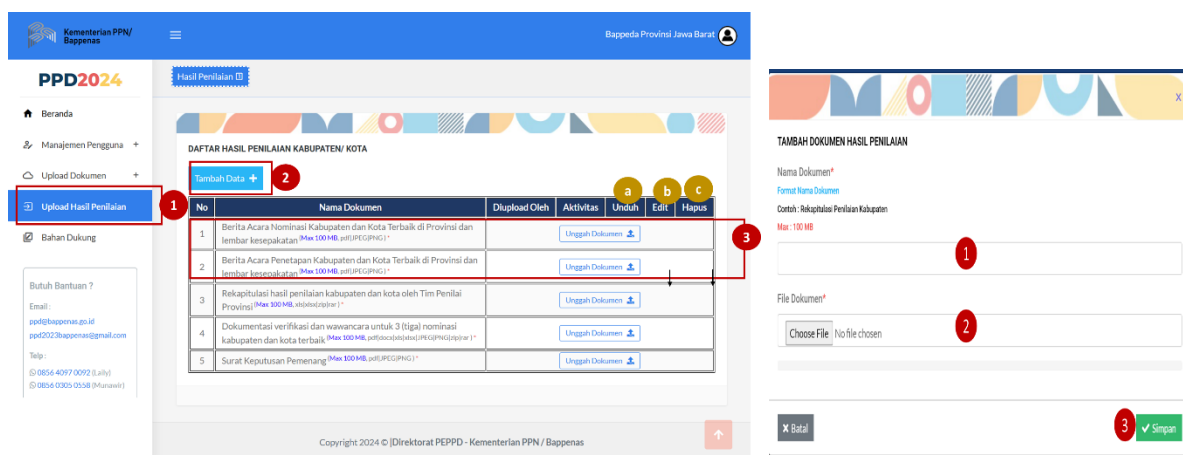 Kementerian PPN/
Bappenas
Bappeda Provinsi Jawa Barat
PPD2024
Beranda
Manajemen Pengguna +
Upload Dokumen +
1
Upload Hasil Penilaian
Bahan Dukung
Butuh Bantuan ?
Email :
ppd@bappenas.go.id
ppd2023bappenas@gmail.com
Telp :
0856 4097 0092 (Laily)
0856 0305 0558 (Munawir)
Hasil Penilaian
DAFTAR HASIL PENILAIAN KABUPATEN/ KOTA
Tambah Data +
2
a b c
No Nama Dokumen Diupload Oleh Aktivitas Unduh Edit Hapus
3
1 Berita Acara Nominasi Kabupaten dan Kota Terbaik di Provinsi dan
lembar kesepakatan (Max 100 MB, pdf|JPEG|PNG) * Unggah Dokumen
2 Berita Acara Penetapan Kabupaten dan Kota Terbaik di Provinsi dan
lembar kesepakatan (Max 100 MB, pdf|JPEG|PNG) * Unggah Dokumen
3 Rekapitulasi hasil penilaian kabupaten dan kota oleh Tim Penilai
Provinsi (Max 100 MB, xls|xlsx|zip|rar ) * Unggah Dokumen
4 Dokumentasi verifikasi dan wawancara untuk 3 (tiga) nominasi
kabupaten dan kota terbaik (Max 100 MB, pdf|docx|xls|xlsx|JPEG|PNG|zip|rar ) * Unggah Dokumen
5 Surat Keputusan Pemenang (Max 100 MB, pdf|JPEG|PNG) * Unggah Dokumen
Copyright 2024 © |Direktorat PEPPD - Kementerian PPN / Bappenas
X
TAMBAH DOKUMEN HASIL PENILAIAN
Nama Dokumen*
Format Nama Dokumen
Contoh : Rekapitulasi Penilaian Kabupaten
Max : 100 MB
1
File Dokumen*
Choose File No file chosen
2
x Batal
3
Simpan